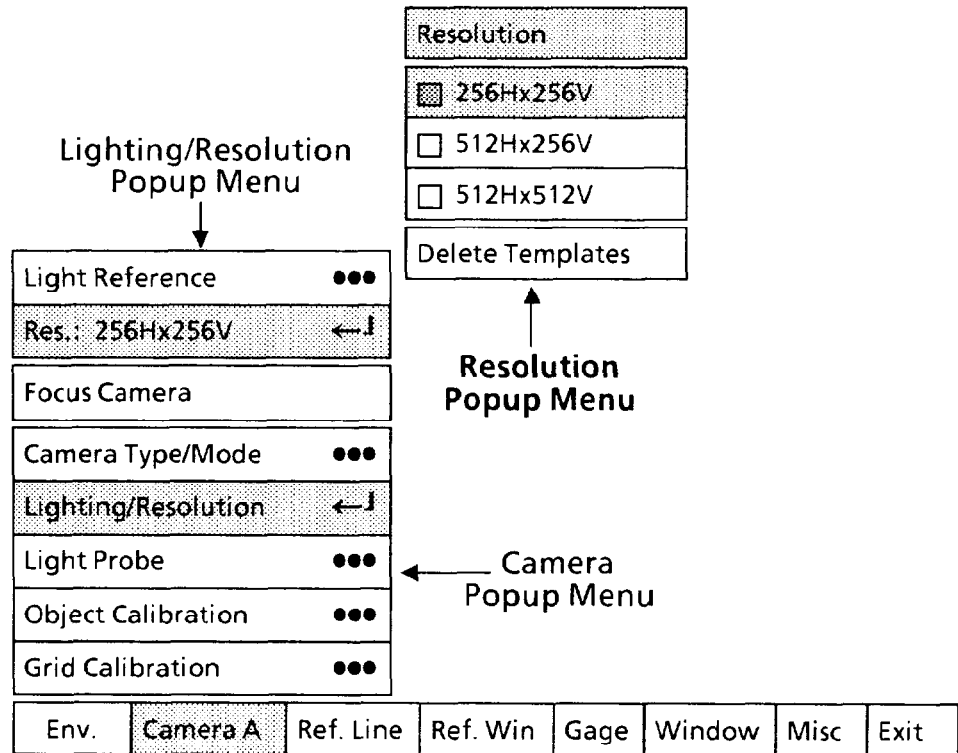 Resolution
256Hx256V
512Hx256V
512Hx512V
Delete Templates
Resolution
Popup Menu
Lighting/Resolution
Popup Menu
Light Reference •••
Res.: 256Hx256V ←┘
Focus Camera
Camera Type/Mode •••
Lighting/Resolution ←┘
Light Probe •••
Object Calibration •••
Grid Calibration •••
Camera
Popup Menu
Env. Camera A Ref. Line Ref. Win Gage Window Misc Exit